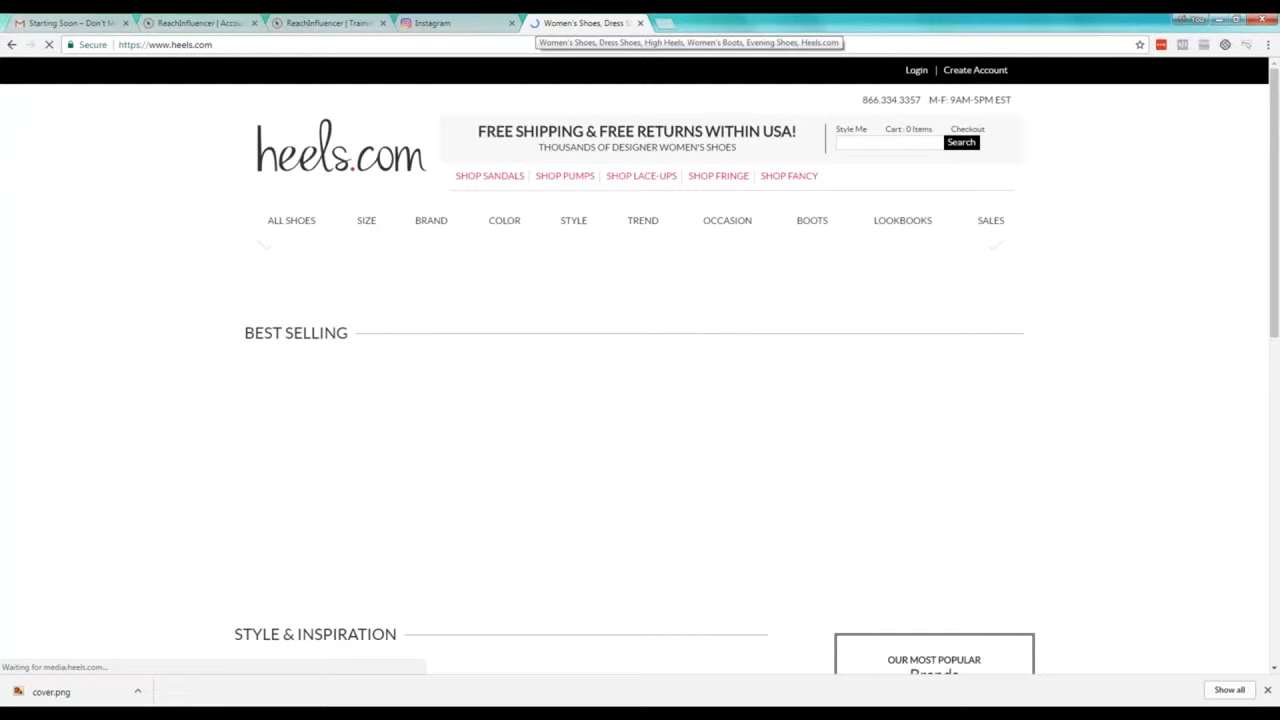 Starting Soon – Don't M
ReachInfluencer | Accou
ReachInfluencer | Trainin
Instagram
Women's Shoes, Dress S
You
Secure
https://www.heels.com
Women's Shoes, Dress Shoes, High Heels, Women's Boots, Evening Shoes, Heels.com
Login | Create Account
866.334.3357 M-F: 9AM-5PM EST
heels.com
FREE SHIPPING & FREE RETURNS WITHIN USA!
THOUSANDS OF DESIGNER WOMEN'S SHOES
Style Me Cart : 0 Items Checkout
Search
SHOP SANDALS | SHOP PUMPS | SHOP LACE-UPS | SHOP FRINGE | SHOP FANCY
ALL SHOES SIZE BRAND COLOR STYLE TREND OCCASION BOOTS LOOKBOOKS SALES
BEST SELLING
STYLE & INSPIRATION
OUR MOST POPULAR
Brands
Waiting for media.heels.com...
cover.png
Show all